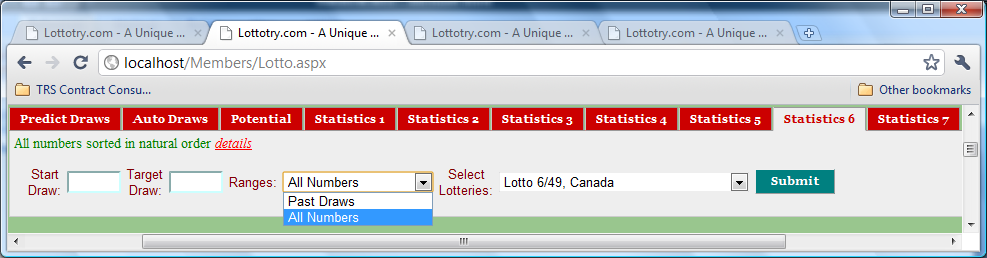 Lottotry.com - A Unique ... Lottotry.com - A Unique ... Lottotry.com - A Unique ... Lottotry.com - A Unique ...
localhost/Members/Lotto.aspx
TRS Contract Consu... Other bookmarks
Predict Draws Auto Draws Potential Statistics 1 Statistics 2 Statistics 3 Statistics 4 Statistics 5 Statistics 6 Statistics 7
All numbers sorted in natural order details
Start Draw: Target Draw: Ranges: All Numbers Select Lotteries: Lotto 6/49, Canada Submit
Past Draws
All Numbers